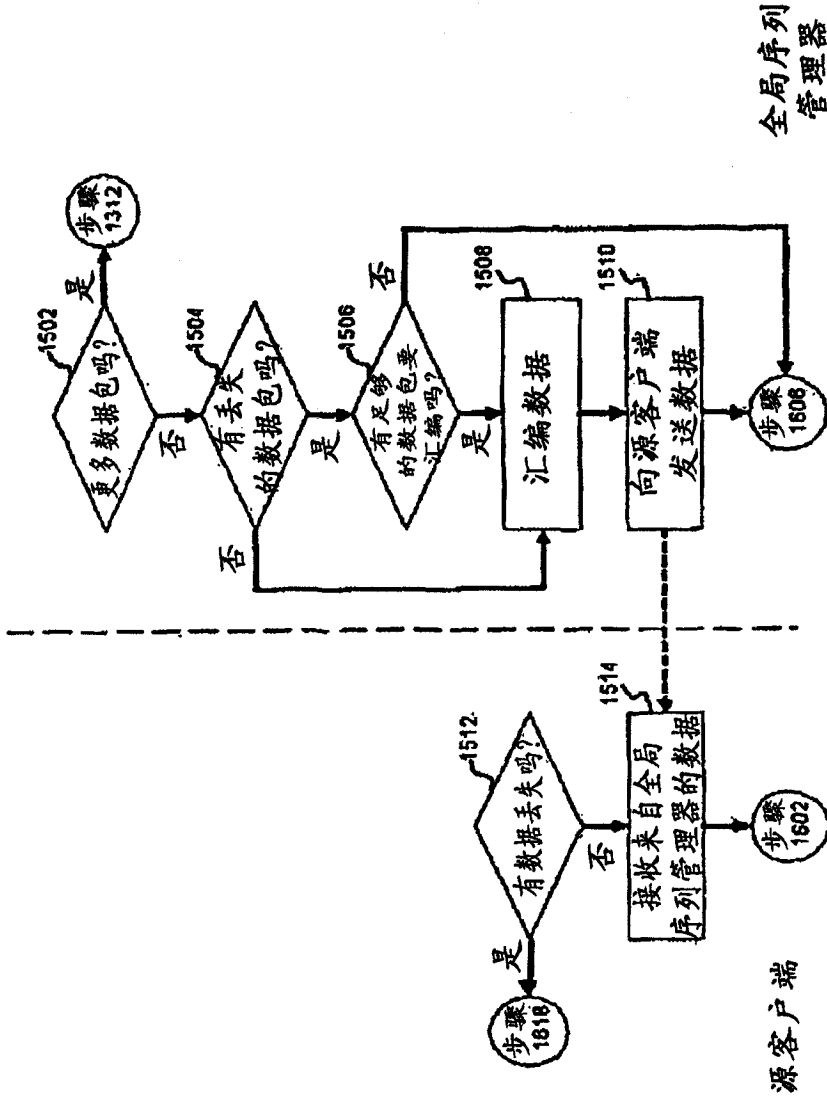 1502
更多数据包吗?
是
步骤
1312
否
1504
有丢失
的数据包吗?
否
是
1506
有足够
的数据包要
汇编吗?
否
是
1508
汇编数据
1510
向源客户端
发送数据
步骤
1606
全局序列
管理器
1512
有数据丢失吗?
是
步骤
1618
否
1514
接收来自全局
序列管理器的数据
步骤
1602
源客户端